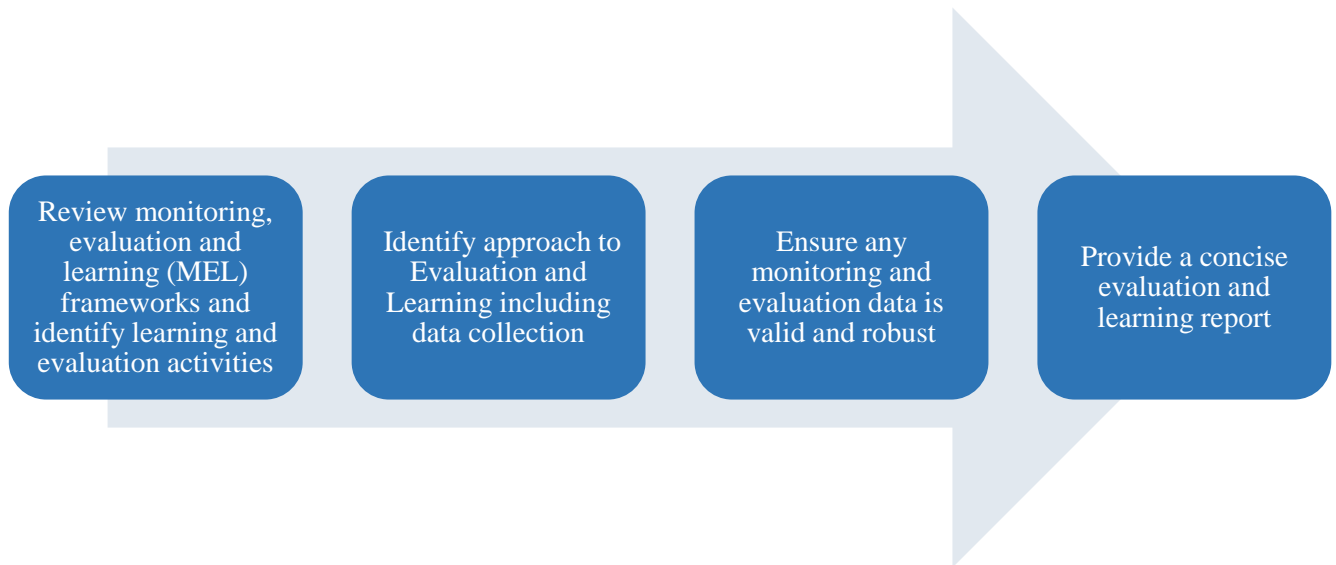 Review monitoring,
evaluation and
learning (MEL)
frameworks and
identify learning and
evaluation activities
Identify approach to
Evaluation and
Learning including
data collection
Ensure any
monitoring and
evaluation data is
valid and robust
Provide a concise
evaluation and
learning report